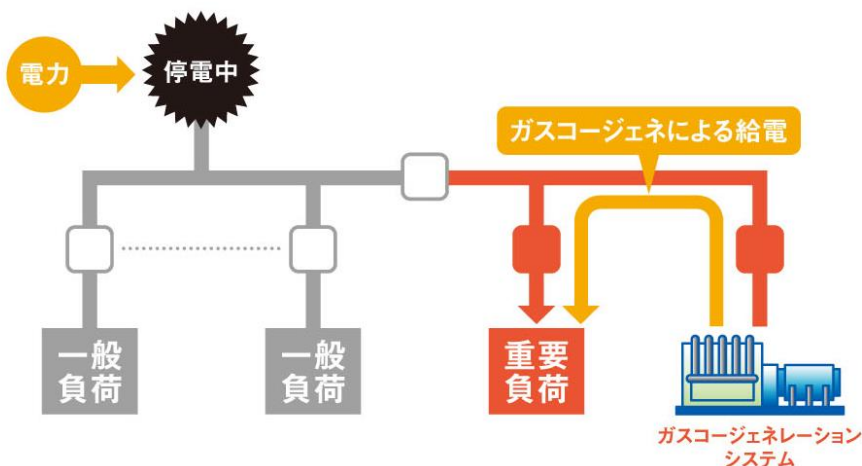 電力
停電中
ガスコージェネによる給電
一般
負荷
一般
負荷
重要
負荷
ガスコージェネレーション
システム